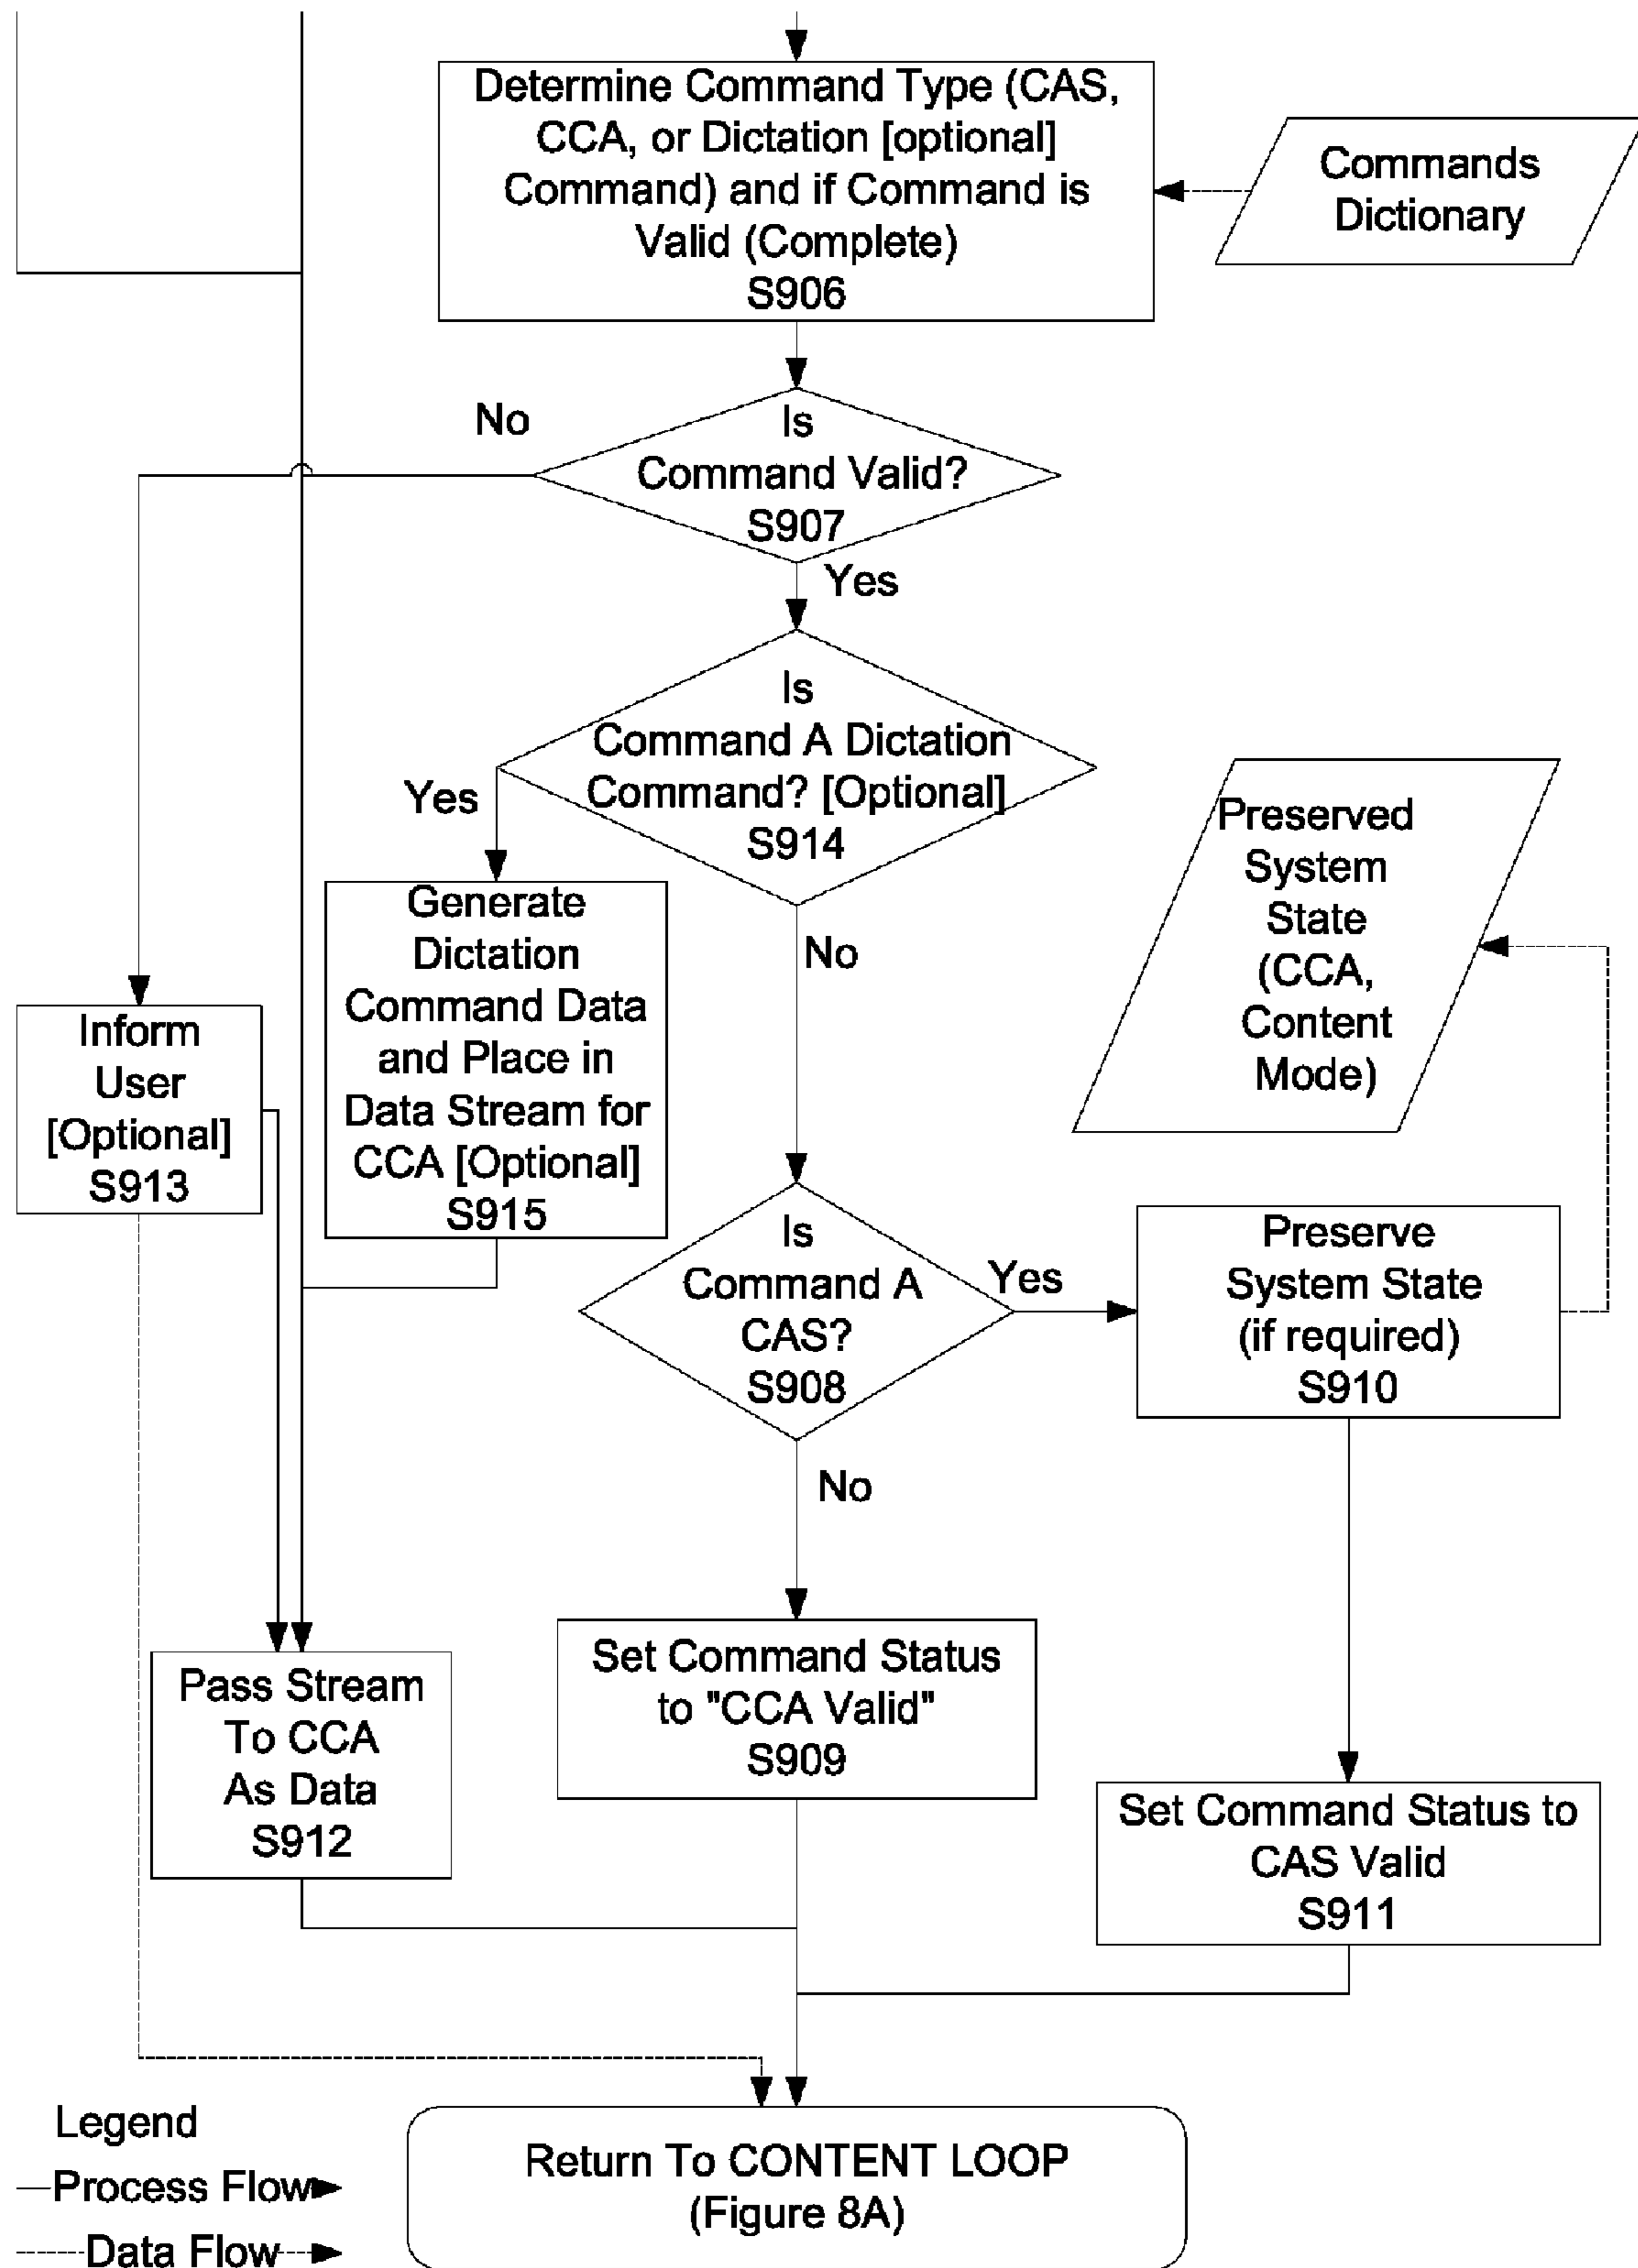 Determine Command Type (CAS,
CCA, or Dictation [optional]
Command) and if Command is
Valid (Complete)
S906
Commands
Dictionary
No
Is
Command Valid?
S907
Yes
Is
Command A Dictation
Command? [Optional]
S914
Yes
No
Preserved
System
State
(CCA,
Content
Mode)
Generate
Dictation
Command Data
and Place in
Data Stream for
CCA [Optional]
S915
Inform
User
[Optional]
S913
Is
Command A
CAS?
S908
Yes
Preserve
System State
(if required)
S910
No
Pass Stream
To CCA
As Data
S912
Set Command Status
to "CCA Valid"
S909
Set Command Status to
CAS Valid
S911
Legend
Process Flow
Data Flow
Return To CONTENT LOOP
(Figure 8A)